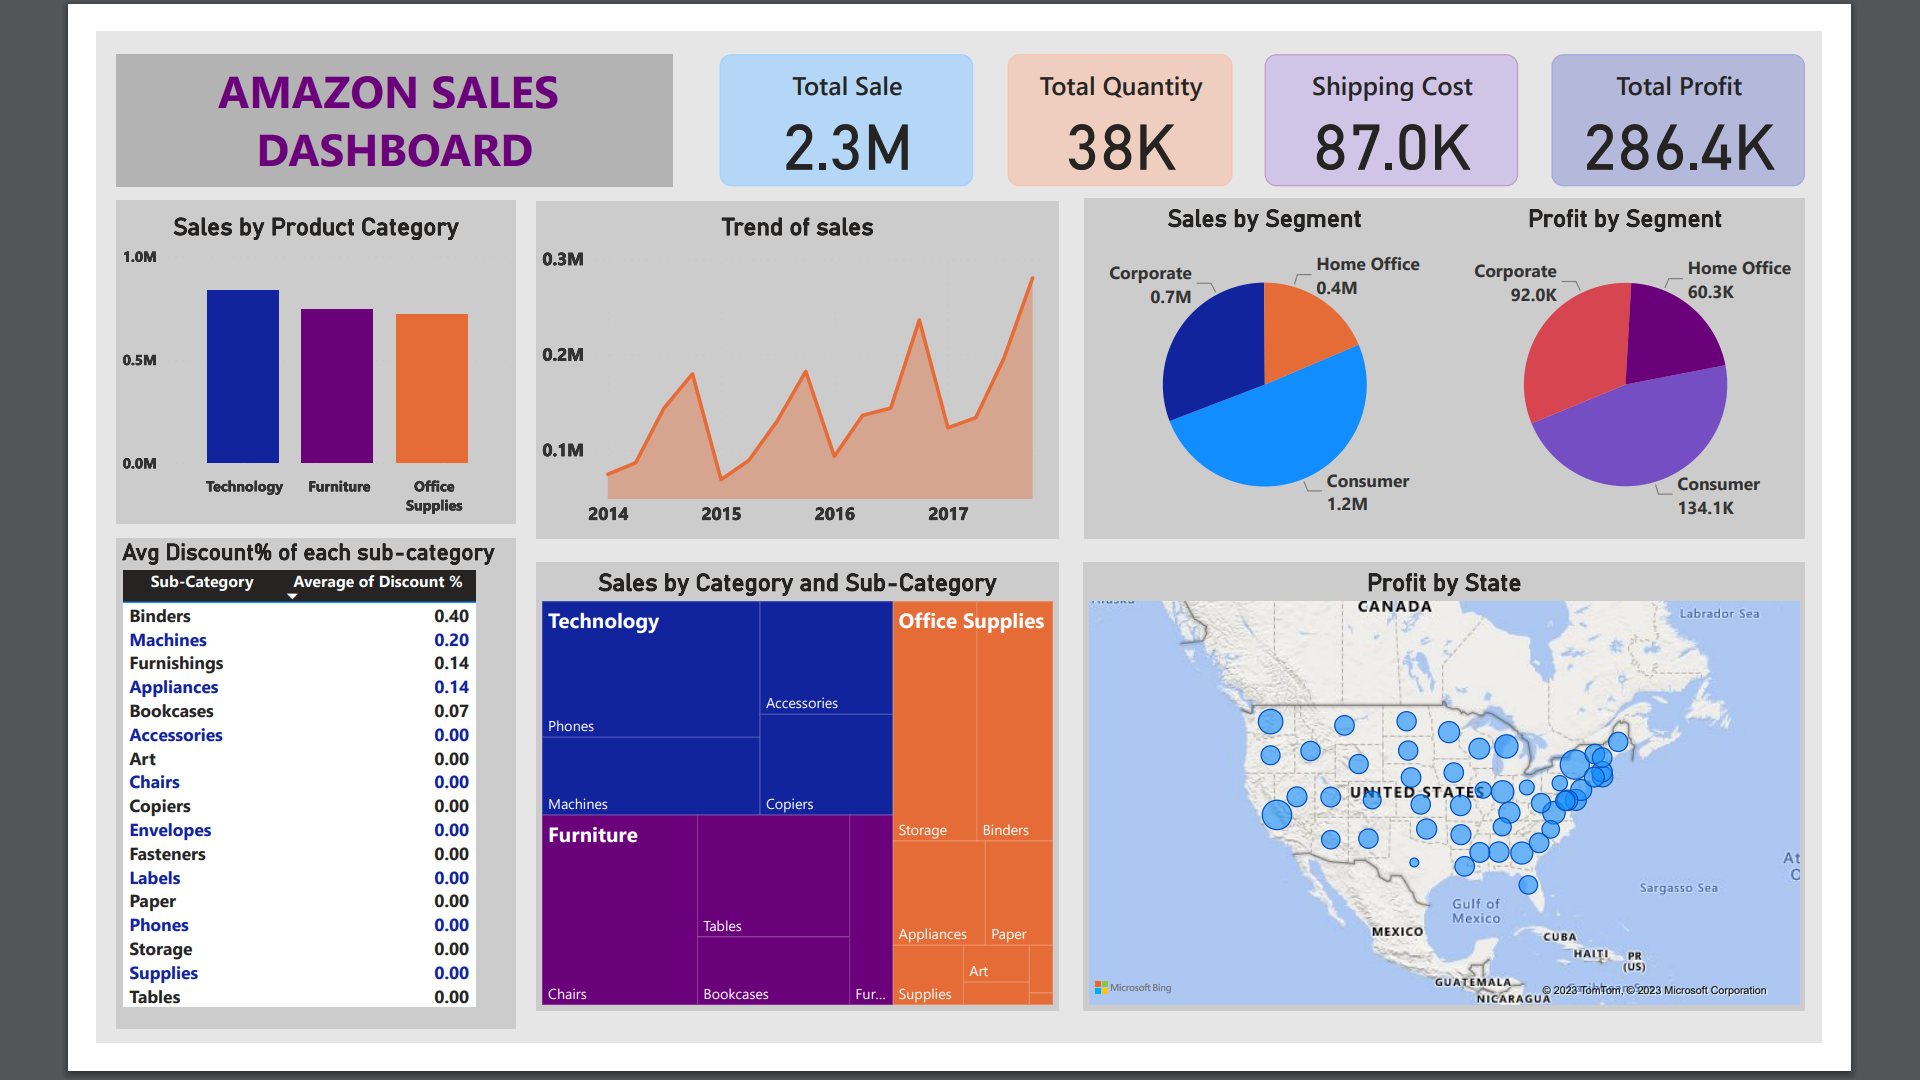 AMAZON SALES
DASHBOARD
Total Sale
2.3M
Total Quantity
38K
Shipping Cost
87.0K
Total Profit
286.4K
Sales by Product Category
1.0M
0.5M
0.0M
Technology
Furniture
Office
Supplies
Trend of sales
0.3M
0.2M
0.1M
2014
2015
2016
2017
Sales by Segment
Corporate
0.7M
Home Office
0.4M
Consumer
1.2M
Profit by Segment
Corporate
92.0K
Home Office
60.3K
Consumer
134.1K
Avg Discount% of each sub-category
Sub-Category Average of Discount %
Binders 0.40
Machines 0.20
Furnishings 0.14
Appliances 0.14
Bookcases 0.07
Accessories 0.00
Art 0.00
Chairs 0.00
Copiers 0.00
Envelopes 0.00
Fasteners 0.00
Labels 0.00
Paper 0.00
Phones 0.00
Storage 0.00
Supplies 0.00
Tables 0.00
Sales by Category and Sub-Category
Technology
Phones
Accessories
Machines
Copiers
Furniture
Chairs
Tables
Bookcases
Fur...
Office Supplies
Storage
Binders
Appliances
Paper
Supplies
Art
Profit by State
CANADA
Labrador Sea
UNITED STATES
Sargasso Sea
Gulf of
Mexico
MEXICO
CUBA
HAITI
PR
(US)
GUATEMALA
NICARAGUA
Microsoft Bing
© 2023 TomTom, © 2023 Microsoft Corporation